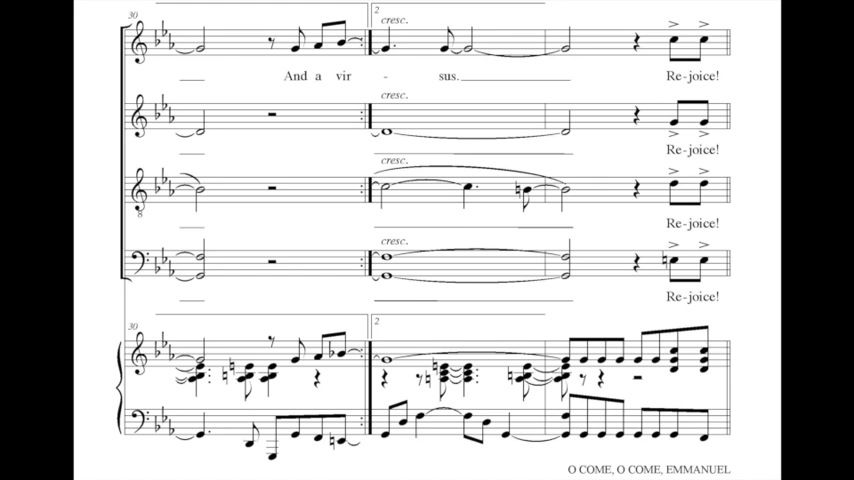 30
2
cresc.
And a vir - sus. Re-joice!
cresc.
Re-joice!
cresc.
8
Re-joice!
cresc.
Re-joice!
30
2
O COME, O COME, EMMANUEL